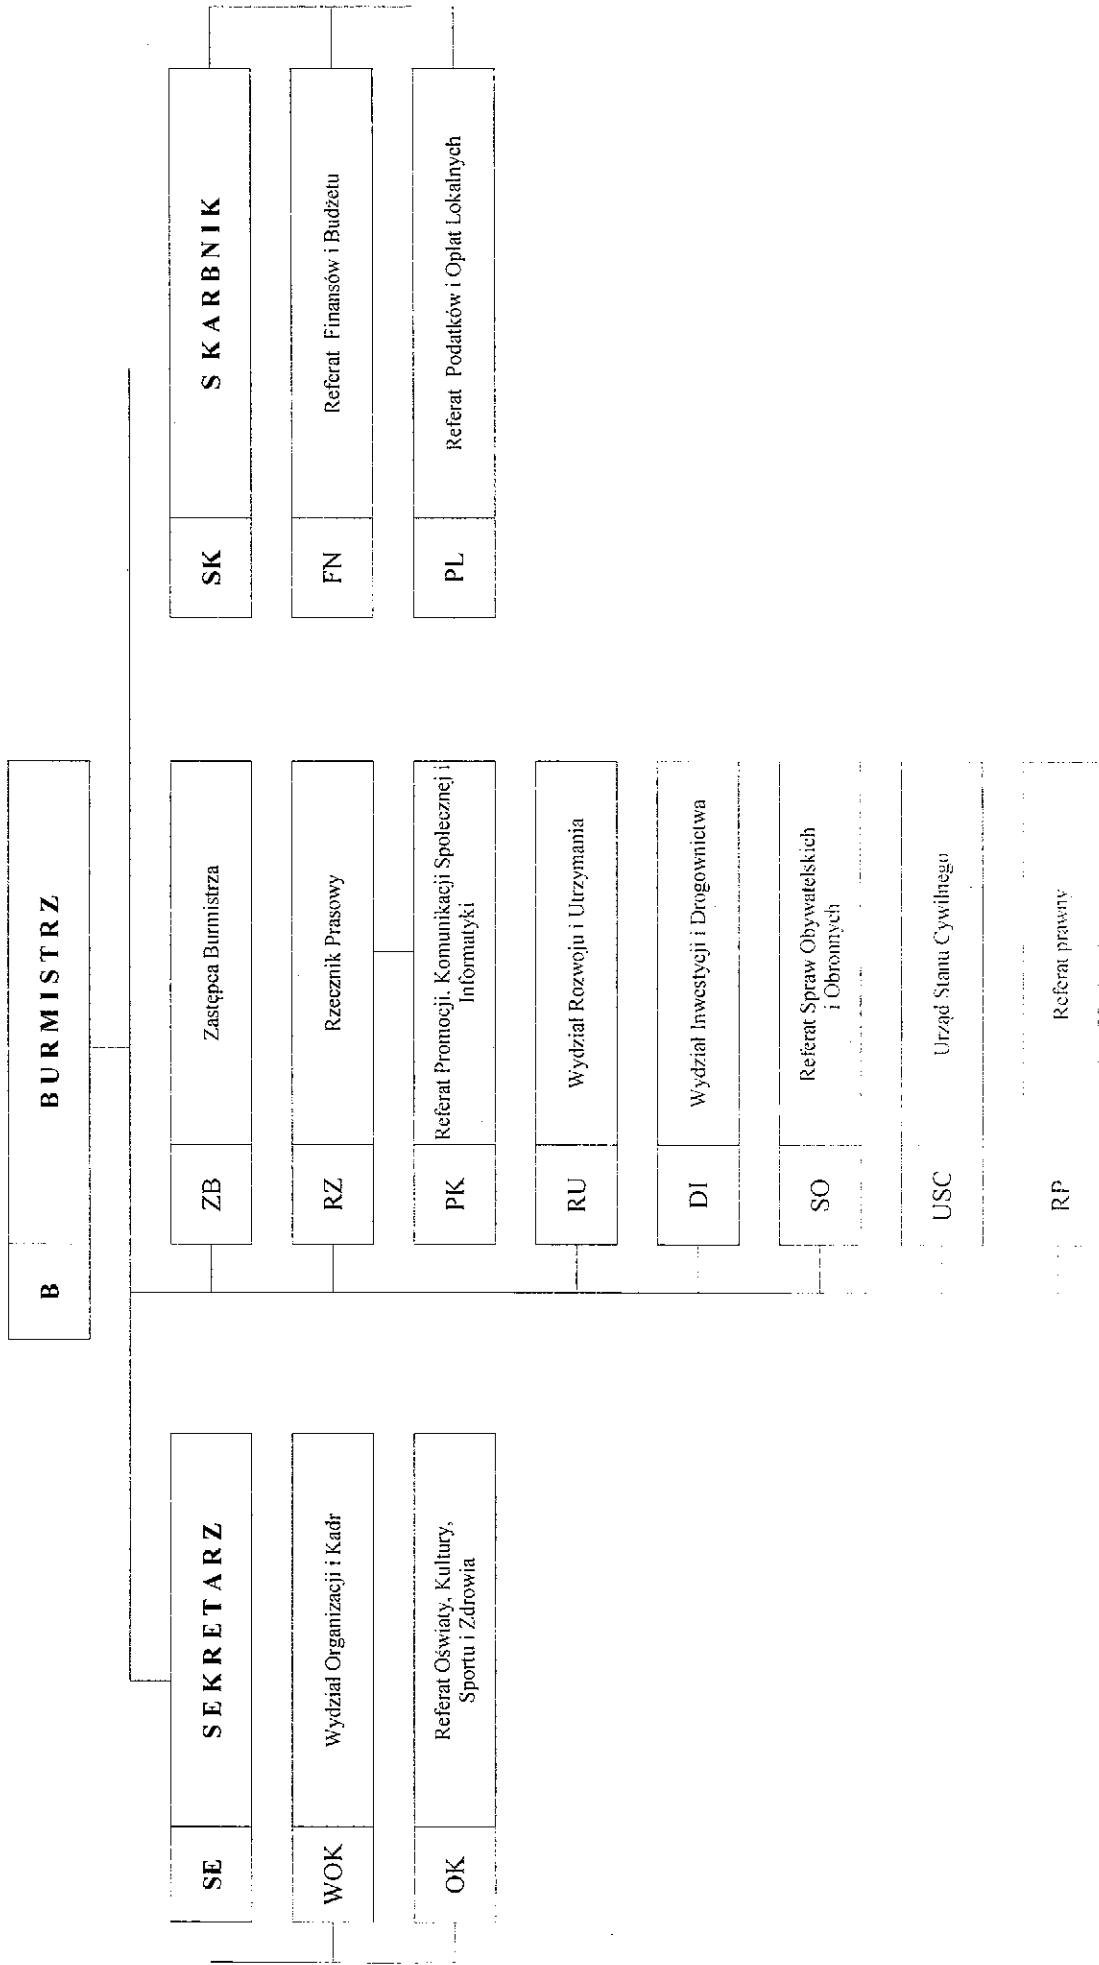 B BURMISTRZ
SE SEKRETARZ
WOK Wydział Organizacji i Kadr
OK Referat Oświaty, Kultury,
Sportu i Zdrowia
ZB Zastępca Burmistrza
RZ Rzecznik Prasowy
PK Referat Promocji, Komunikacji Społecznej i
Informatyki
RU Wydział Rozwoju i Utrzymania
DI Wydział Inwestycji i Drogownictwa
SO Referat Spraw Obywatelskich
i Obronnych
USC Urząd Stanu Cywilnego
RP Referat prawny
SK SKARBNIK
FN Referat Finansów i Budżetu
PL Referat Podatków i Opłat Lokalnych